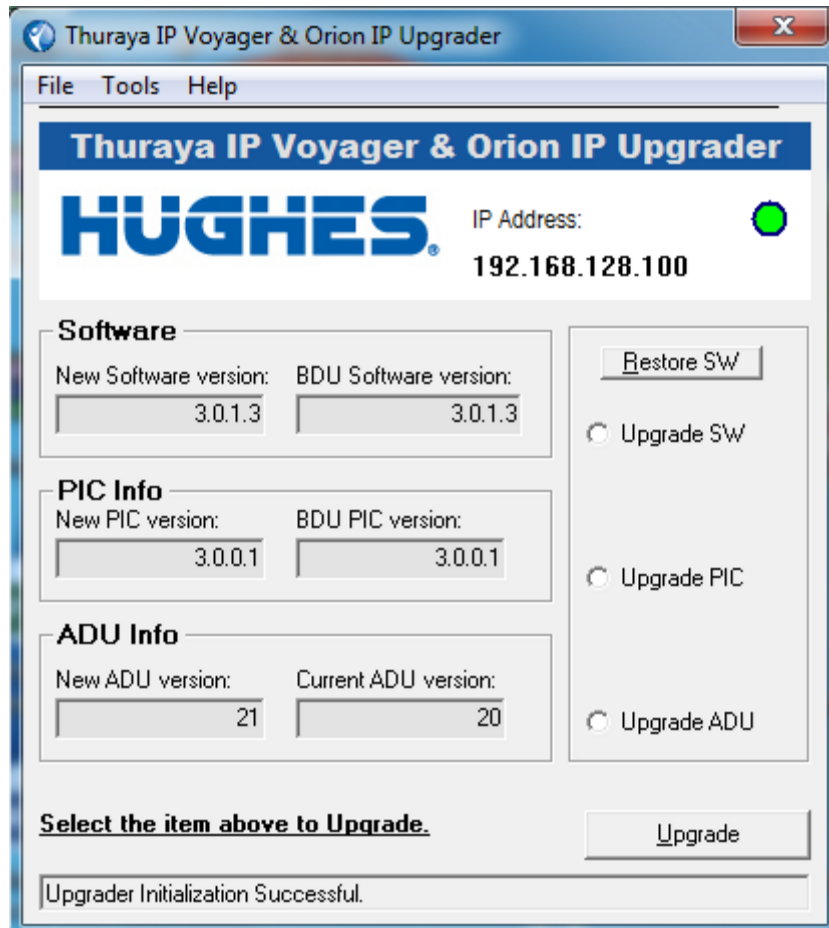 Thuraya IP Voyager & Orion IP Upgrader
File Tools Help
Thuraya IP Voyager & Orion IP Upgrader
HUGHES®
IP Address:
192.168.128.100
Software
New Software version: BDU Software version:
3.0.1.3 3.0.1.3
PIC Info
New PIC version: BDU PIC version:
3.0.0.1 3.0.0.1
ADU Info
New ADU version: Current ADU version:
21 20
Restore SW
Upgrade SW
Upgrade PIC
Upgrade ADU
Select the item above to Upgrade.
Upgrade
Upgrader Initialization Successful.